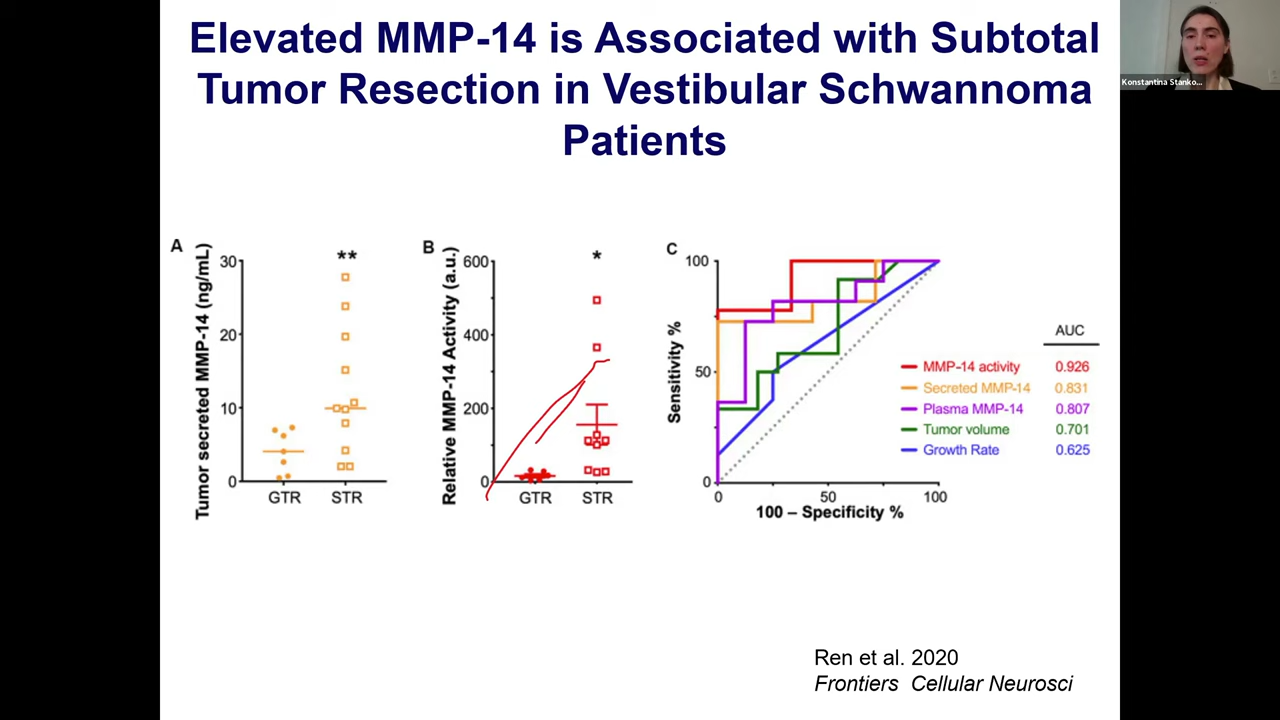 Elevated MMP-14 is Associated with Subtotal
Tumor Resection in Vestibular Schwannoma
Patients
Konstantina Stanko...
A
Tumor secreted MMP-14 (ng/mL)
30
20
10
0
**
GTR
STR
B
Relative MMP-14 Activity (a.u.)
600
400
200
0
*
GTR
STR
C
Sensitivity %
100
50
0
0
50
100
100 – Specificity %
AUC
MMP-14 activity 0.926
Secreted MMP-14 0.831
Plasma MMP-14 0.807
Tumor volume 0.701
Growth Rate 0.625
Ren et al. 2020
Frontiers Cellular Neurosci